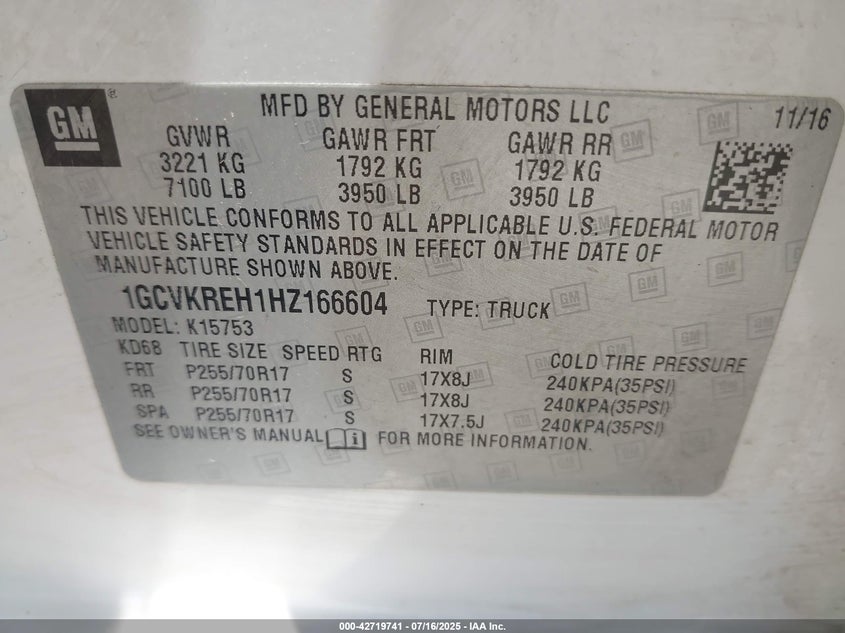 GM ®
MFD BY GENERAL MOTORS LLC
11/16
GVWR GAWR FRT GAWR RR
3221 KG 1792 KG 1792 KG
7100 LB 3950 LB 3950 LB
THIS VEHICLE CONFORMS TO ALL APPLICABLE U.S. FEDERAL MOTOR
VEHICLE SAFETY STANDARDS IN EFFECT ON THE DATE OF
MANUFACTURE SHOWN ABOVE.
1GCVKREH1HZ166604 TYPE: TRUCK
MODEL: K15753
KD68 TIRE SIZE SPEED RTG RIM COLD TIRE PRESSURE
FRT P255/70R17 S 17X8J 240KPA(35PSI)
RR P255/70R17 S 17X8J 240KPA(35PSI)
SPA P255/70R17 S 17X7.5J 240KPA(35PSI)
SEE OWNER'S MANUAL i FOR MORE INFORMATION.
000-42719741 / 07/16/2025 - IAA Inc.